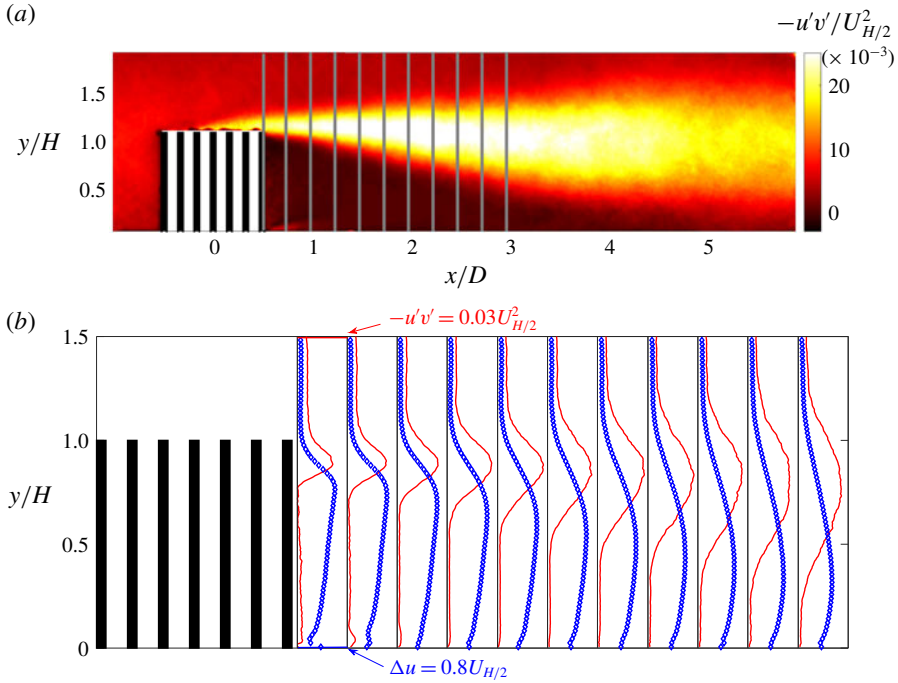 (a)
−u′v′/U²_{H/2}
(× 10⁻³)
1.5
1.0
0.5
y/H
20
10
0
0 1 2 3 4 5
x/D
(b)
−u′v′ = 0.03U²_{H/2}
1.5
1.0
y/H
0.5
0
Δu = 0.8U_{H/2}